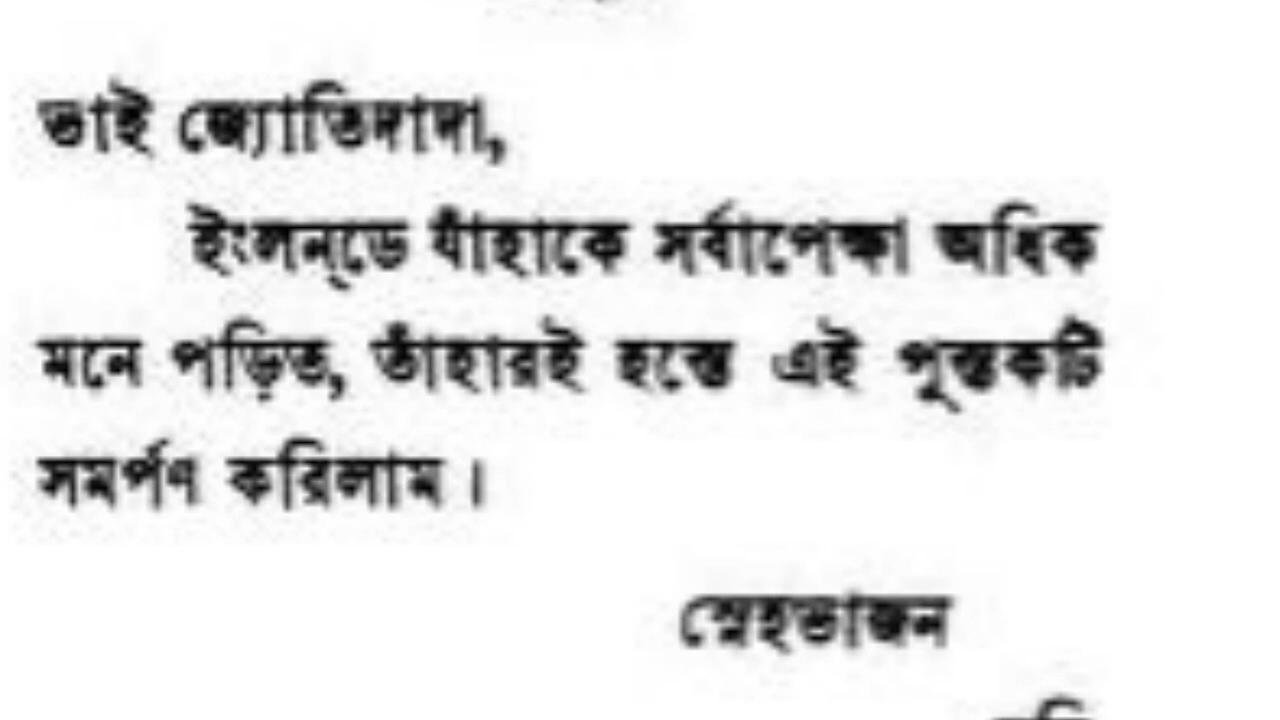 ভাই জ্যোতিদাদা,
ইংলন্‌ডে যাঁহাকে সর্বাপেক্ষা অধিক
মনে পড়িত, তাঁহারই হস্তে এই পুস্তকটি
সমর্পণ করিলাম।
স্নেহভাজন